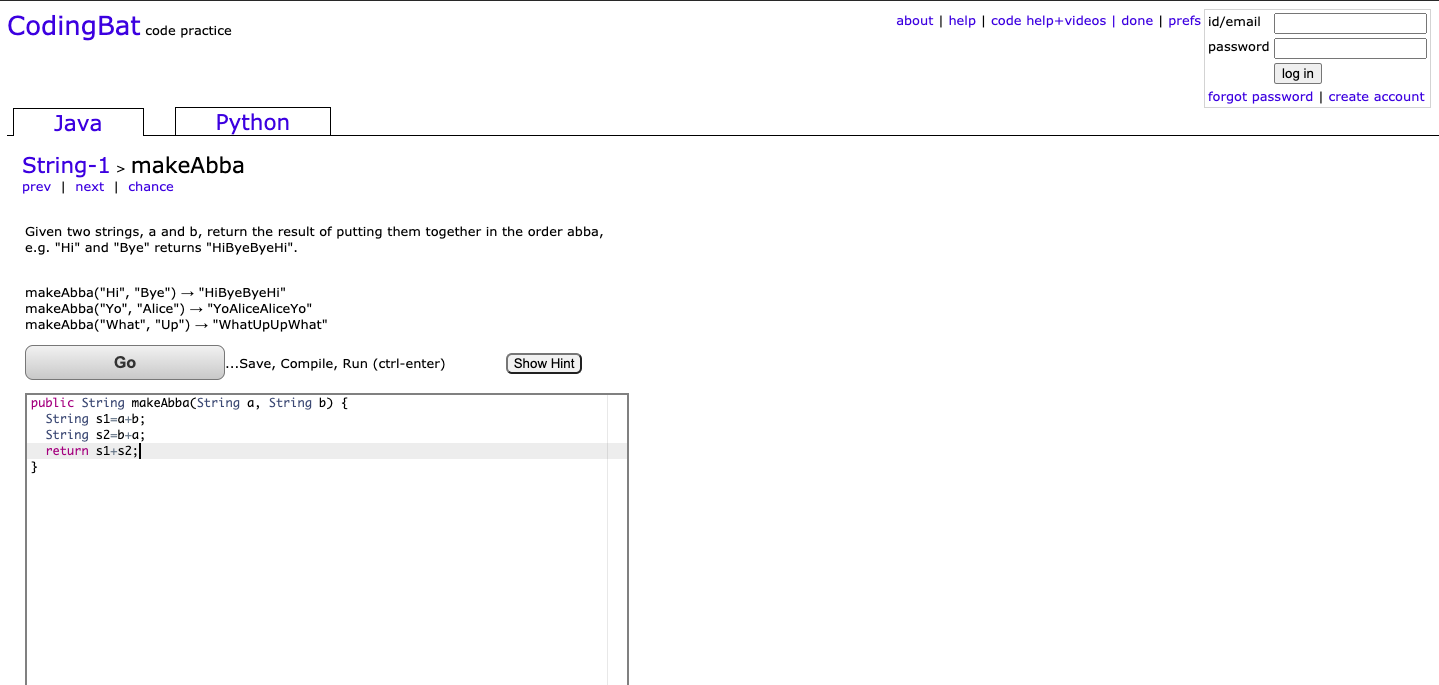 CodingBat code practice
about | help | code help+videos | done | prefs
id/email
password
log in
forgot password | create account
Java
Python
String-1 > makeAbba
prev | next | chance
Given two strings, a and b, return the result of putting them together in the order abba,
e.g. "Hi" and "Bye" returns "HiByeByeHi".
makeAbba("Hi", "Bye") → "HiByeByeHi"
makeAbba("Yo", "Alice") → "YoAliceAliceYo"
makeAbba("What", "Up") → "WhatUpUpWhat"
Go ...Save, Compile, Run (ctrl-enter) Show Hint
public String makeAbba(String a, String b) {
  String s1=a+b;
  String s2=b+a;
  return s1+s2;
}